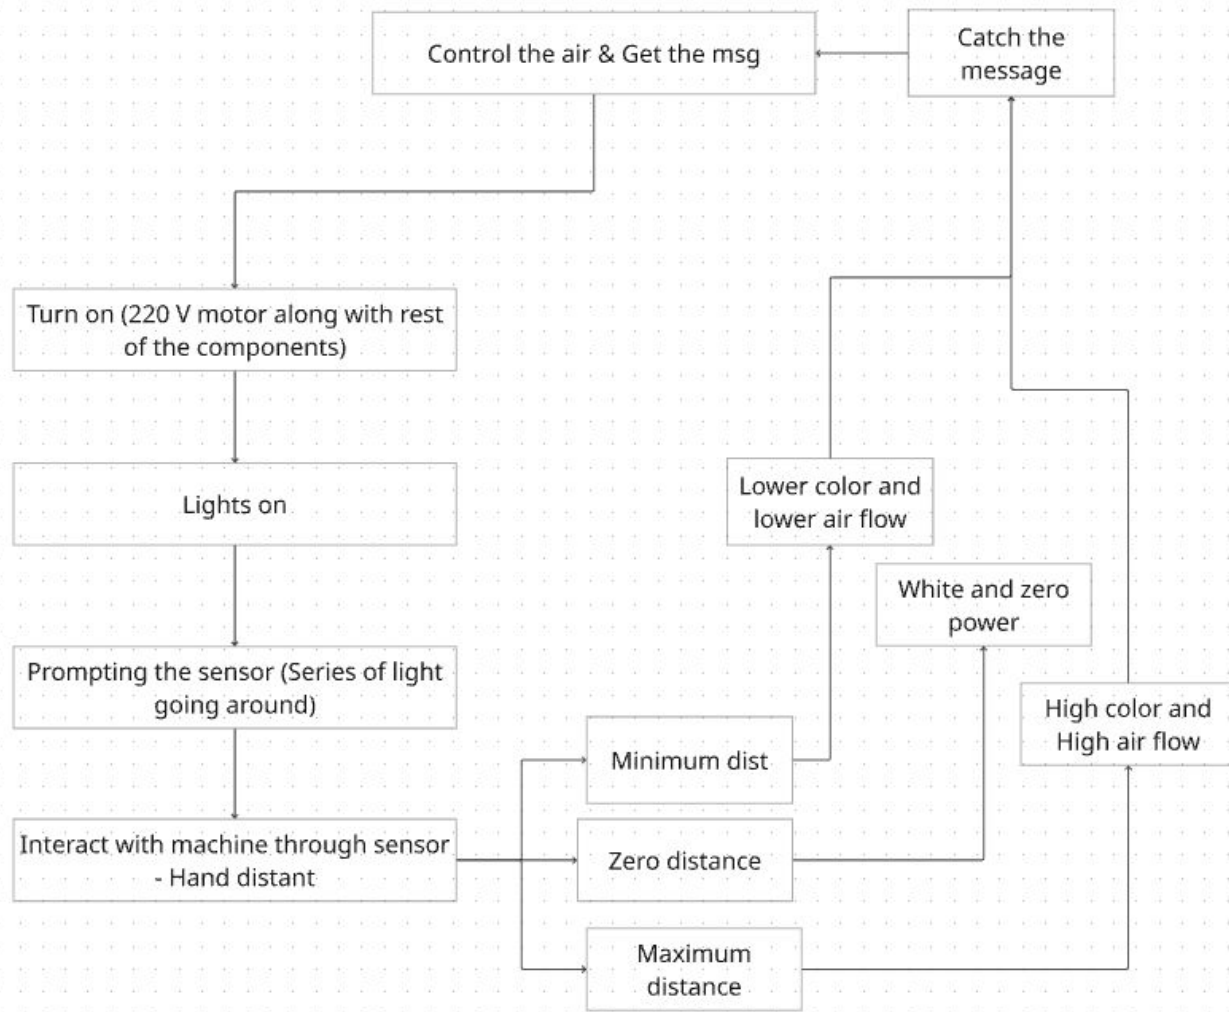 Control the air & Get the msg
Catch the
message
Turn on (220 V motor along with rest
of the components)
Lights on
Lower color and
lower air flow
White and zero
power
Prompting the sensor (Series of light
going around)
High color and
High air flow
Minimum dist
Interact with machine through sensor
- Hand distant
Zero distance
Maximum
distance